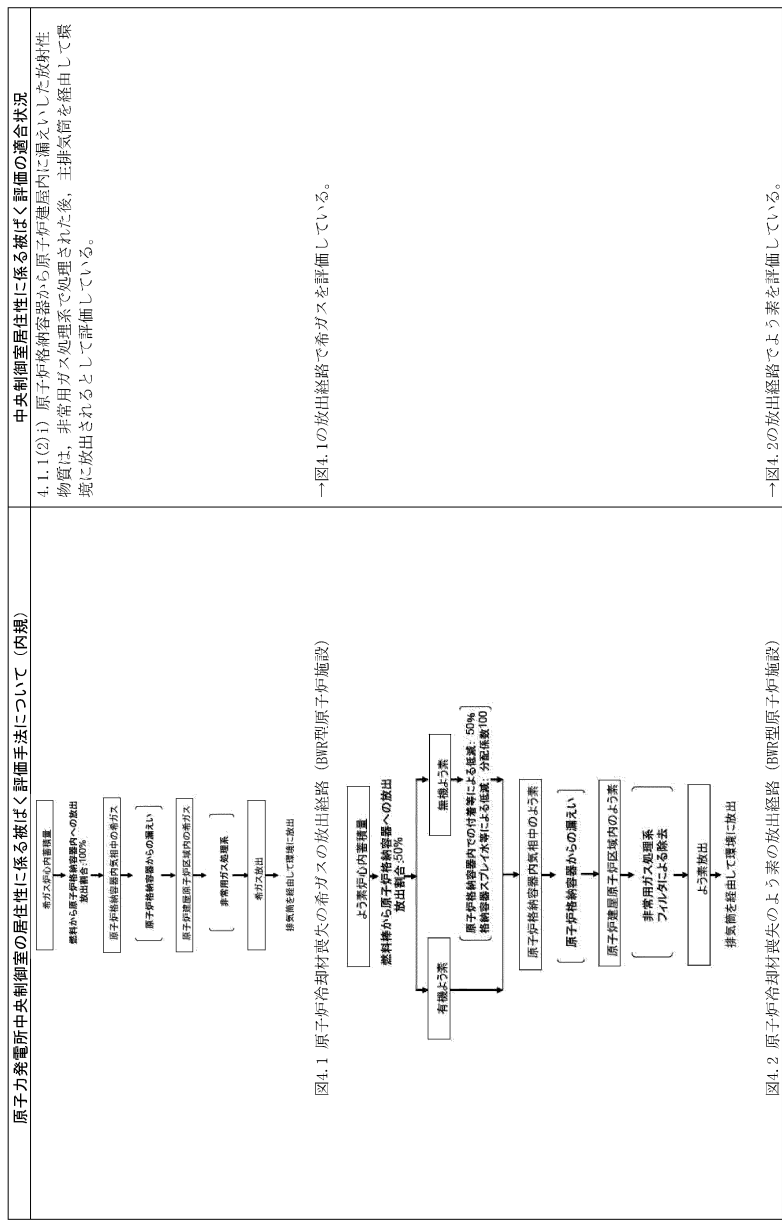 原子力発電所中央制御室の居住性に係る被ばく評価手法について（内規）
中央制御室居住性に係る被ばく評価の適合状況
希ガス炉心内蓄積量
燃料から原子炉格納容器内への放出
放出割合:100%
原子炉格納容器内気相中の希ガス
原子炉格納容器からの漏えい
原子炉建屋原子炉区域内の希ガス
非常用ガス処理系
希ガス放出
排気筒を経由して環境に放出
図4.1 原子炉冷却材喪失の希ガスの放出経路（BWR型原子炉施設）
よう素炉心内蓄積量
燃料棒から原子炉格納容器への放出
放出割合:50%
有機よう素
無機よう素
原子炉格納容器内での付着等による低減：50%
格納容器スプレイ水等による低減：分配係数100
原子炉格納容器内気相中のよう素
原子炉格納容器からの漏えい
原子炉建屋原子炉区域内のよう素
非常用ガス処理系
フィルタによる除去
よう素放出
排気筒を経由して環境に放出
図4.2 原子炉冷却材喪失のよう素の放出経路（BWR型原子炉施設）
4.1.1(2)i) 原子炉格納容器から原子炉建屋内に漏えいした放射性
物質は，非常用ガス処理系で処理された後，主排気筒を経由して環
境に放出されるとして評価している。
→図4.1の放出経路で希ガスを評価している。
→図4.2の放出経路でよう素を評価している。